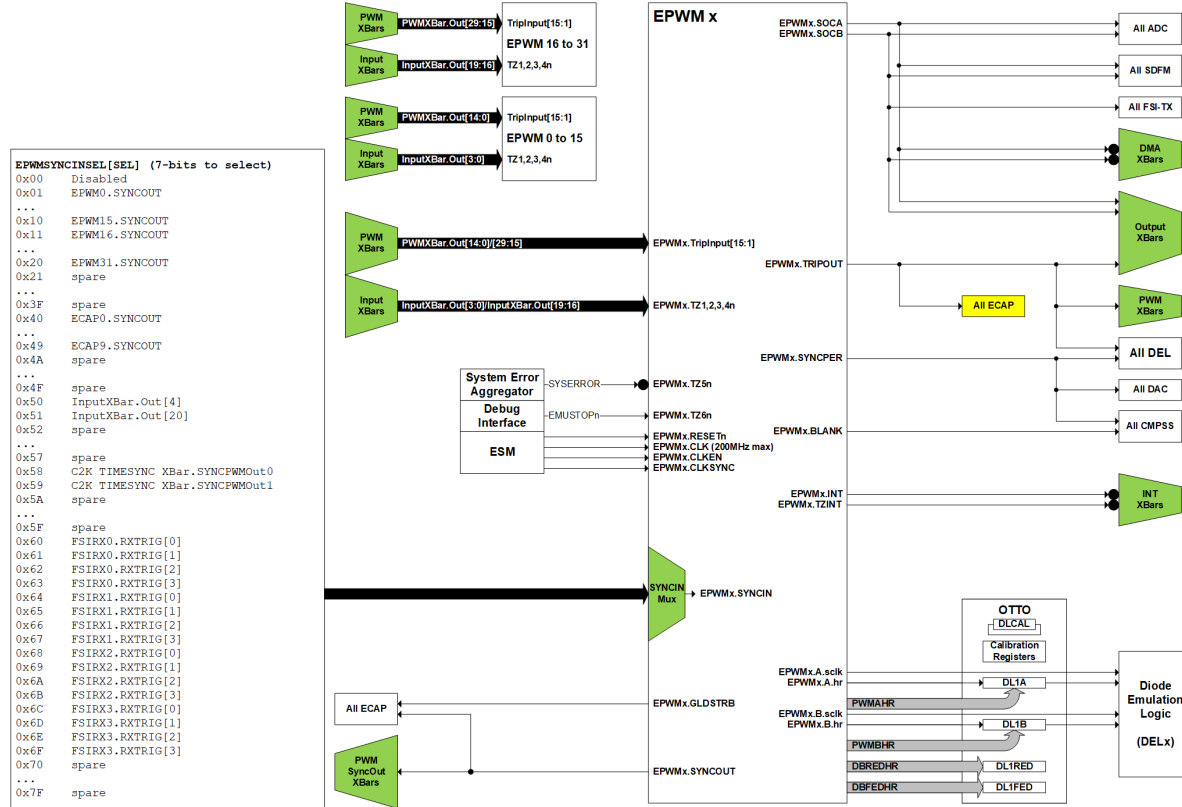 EPWMSYNCINSEL[SEL] (7-bits to select)
0x00 Disabled
0x01 EPWM0.SYNCOUT
...
0x10 EPWM15.SYNCOUT
0x11 EPWM16.SYNCOUT
...
0x20 EPWM31.SYNCOUT
0x21 spare
...
0x3F spare
0x40 ECAP0.SYNCOUT
...
0x49 ECAP9.SYNCOUT
0x4A spare
...
0x4F spare
0x50 InputXBar.Out[4]
0x51 InputXBar.Out[20]
0x52 spare
...
0x57 spare
0x58 C2K TIMESYNC XBar.SYNCPWMOut0
0x59 C2K TIMESYNC XBar.SYNCPWMOut1
0x5A spare
...
0x5F spare
0x60 FSIRX0.RXTRIG[0]
0x61 FSIRX0.RXTRIG[1]
0x62 FSIRX0.RXTRIG[2]
0x63 FSIRX0.RXTRIG[3]
0x64 FSIRX1.RXTRIG[0]
0x65 FSIRX1.RXTRIG[1]
0x66 FSIRX1.RXTRIG[2]
0x67 FSIRX1.RXTRIG[3]
0x68 FSIRX2.RXTRIG[0]
0x69 FSIRX2.RXTRIG[1]
0x6A FSIRX2.RXTRIG[2]
0x6B FSIRX2.RXTRIG[3]
0x6C FSIRX3.RXTRIG[0]
0x6D FSIRX3.RXTRIG[1]
0x6E FSIRX3.RXTRIG[2]
0x6F FSIRX3.RXTRIG[3]
0x70 spare
...
0x7F spare
PWM
XBars
PWMXBar.Out[29:15]
TripInput[15:1]
EPWM 16 to 31
Input
XBars
InputXBar.Out[19:16]
TZ1,2,3,4n
PWM
XBars
PWMXBar.Out[14:0]
TripInput[15:1]
EPWM 0 to 15
Input
XBars
InputXBar.Out[3:0]
TZ1,2,3,4n
PWM
XBars
PWMXBar.Out[14:0]/[29:15]
EPWMx.TripInput[15:1]
Input
XBars
InputXBar.Out[3:0]/InputXBar.Out[19:16]
EPWMx.TZ1,2,3,4n
System Error
Aggregator
SYSERROR
EPWMx.TZ5n
Debug
Interface
EMUSTOPn
EPWMx.TZ6n
ESM
EPWMx.RESETn
EPWMx.CLK (200MHz max)
EPWMx.CLKEN
EPWMx.CLKSYNC
SYNCIN
Mux
EPWMx.SYNCIN
All ECAP
EPWMx.GLDSTRB
PWM
SyncOut
XBars
EPWMx.SYNCOUT
EPWM x
EPWMx.SOCA
EPWMx.SOCB
EPWMx.TRIPOUT
EPWMx.SYNCPER
EPWMx.BLANK
EPWMx.INT
EPWMx.TZINT
EPWMx.A.sclk
EPWMx.A.hr
PWMAHR
EPWMx.B.sclk
EPWMx.B.hr
PWMBHR
DBREDHR
DBFEDHR
All ECAP
OTTO
DLCAL
Calibration
Registers
DL1A
DL1B
DL1RED
DL1FED
All ADC
All SDFM
All FSI-TX
DMA
XBars
Output
XBars
PWM
XBars
All DEL
All DAC
All CMPSS
INT
XBars
Diode
Emulation
Logic
(DELx)